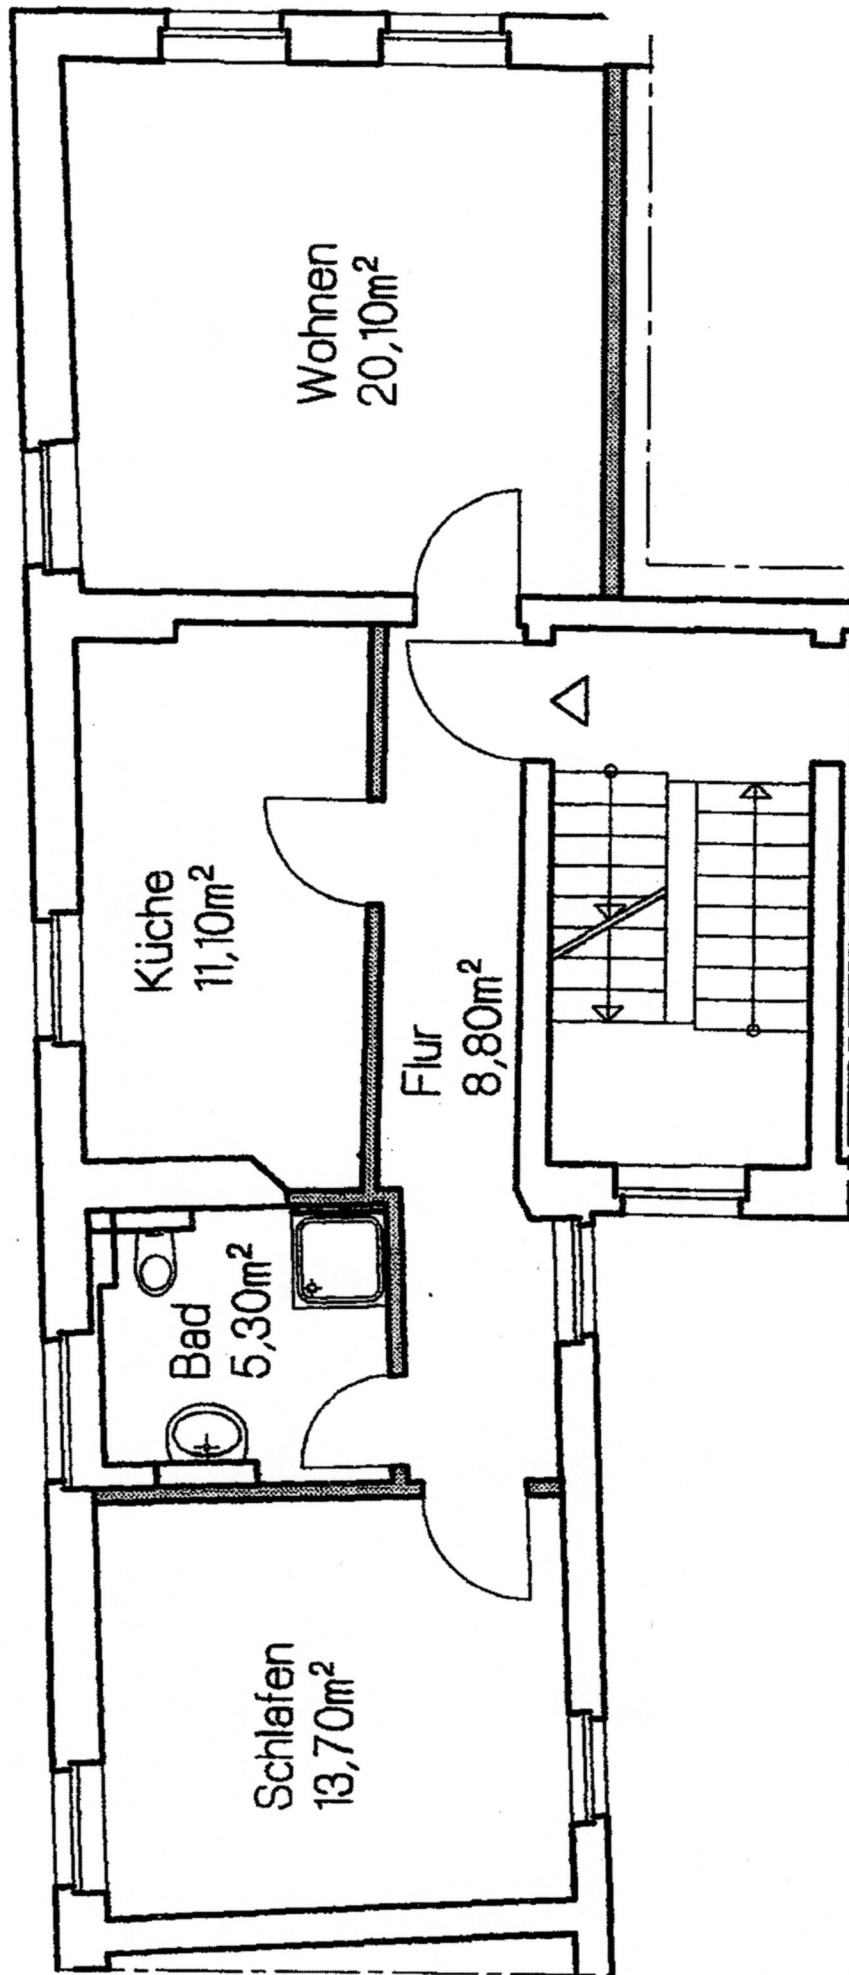 Wohnen
20,10m²
Küche
11,10m²
Flur
8,80m²
Bad
5,30m²
Schlafen
13,70m²